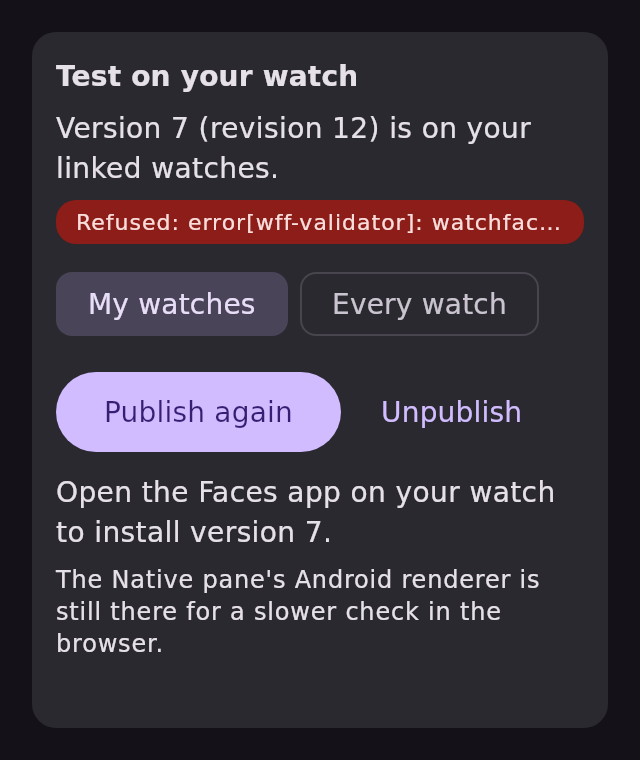 Test on your watch
Version 7 (revision 12) is on your
linked watches.
Refused: error[wff-validator]: watchfac...
My watches
Every watch
Publish again
Unpublish
Open the Faces app on your watch
to install version 7.
The Native pane's Android renderer is
still there for a slower check in the
browser.